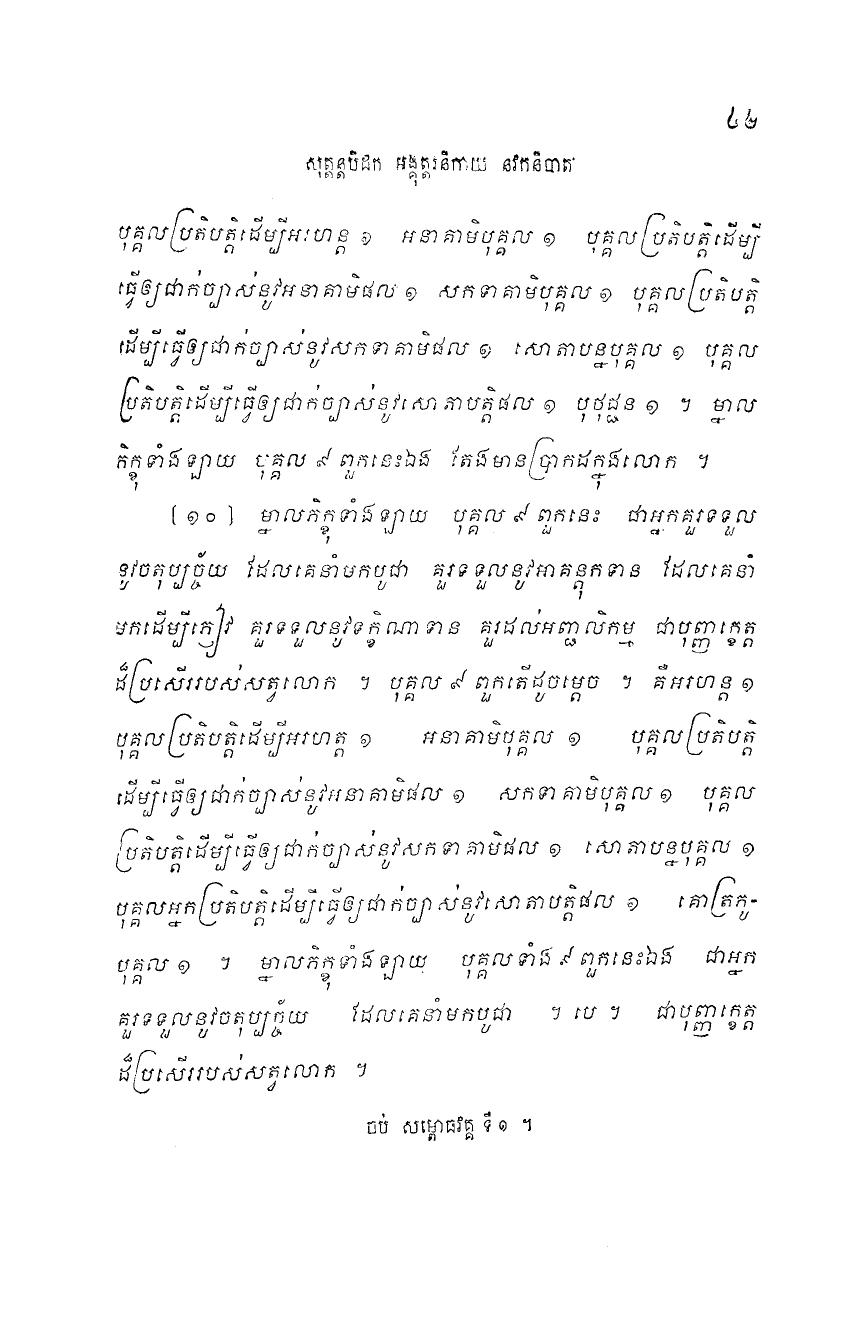 ៤៦
សុត្តន្តបិដក អង្គុត្តរនិកាយ នវកនិបាត
បុគ្គលប្រតិបត្តិដើម្បីអរហន្ត ១ អនាគាមិបុគ្គល ១ បុគ្គលប្រតិបត្តិដើម្បី
ធ្វើឲ្យជាក់ច្បាស់នូវអនាគាមិផល ១ សកទាគាមិបុគ្គល ១ បុគ្គលប្រតិបត្តិ
ដើម្បីធ្វើឲ្យជាក់ច្បាស់នូវសកទាគាមិផល ១ សោតាបន្នបុគ្គល ១ បុគ្គល
ប្រតិបត្តិដើម្បីធ្វើឲ្យជាក់ច្បាស់នូវសោតាបត្តិផល ១ បុថុជ្ជន ១ ។ ម្នាល
ភិក្ខុទាំងឡាយ បុគ្គល ៩ ពួកនេះឯង តែងមានប្រាកដក្នុងលោក ។
(១០) ម្នាលភិក្ខុទាំងឡាយ បុគ្គល ៩ ពួកនេះ ជាអ្នកគួរទទួល
នូវចតុប្បច្ច័យ ដែលគេនាំមកបូជា គួរទទួលនូវអាគន្តុកទាន ដែលគេនាំ
មកដើម្បីភ្ញៀវ គួរទទួលនូវទក្ខិណាទាន គួរដល់អញ្ជលិកម្ម ជាបុញ្ញក្ខេត្ត
ដ៏ប្រសើររបស់សត្វលោក ។ បុគ្គល ៩ ពួកតើដូចម្តេច ។ គឺអរហន្ត ១
បុគ្គលប្រតិបត្តិដើម្បីអរហត្ត ១ អនាគាមិបុគ្គល ១ បុគ្គលប្រតិបត្តិ
ដើម្បីធ្វើឲ្យជាក់ច្បាស់នូវអនាគាមិផល ១ សកទាគាមិបុគ្គល ១ បុគ្គល
ប្រតិបត្តិដើម្បីធ្វើឲ្យជាក់ច្បាស់នូវសកទាគាមិផល ១ សោតាបន្នបុគ្គល ១
បុគ្គលអ្នកប្រតិបត្តិដើម្បីធ្វើឲ្យជាក់ច្បាស់នូវសោតាបត្តិផល ១ គោត្រភូ-
បុគ្គល ១ ។ ម្នាលភិក្ខុទាំងឡាយ បុគ្គលទាំង ៩ ពួកនេះឯង ជាអ្នក
គួរទទួលនូវចតុប្បច្ច័យ ដែលគេនាំមកបូជា ។ បេ ។ ជាបុញ្ញក្ខេត្ត
ដ៏ប្រសើររបស់សត្វលោក ។
ចប់ សម្ពោធវគ្គ ទី ១ ។